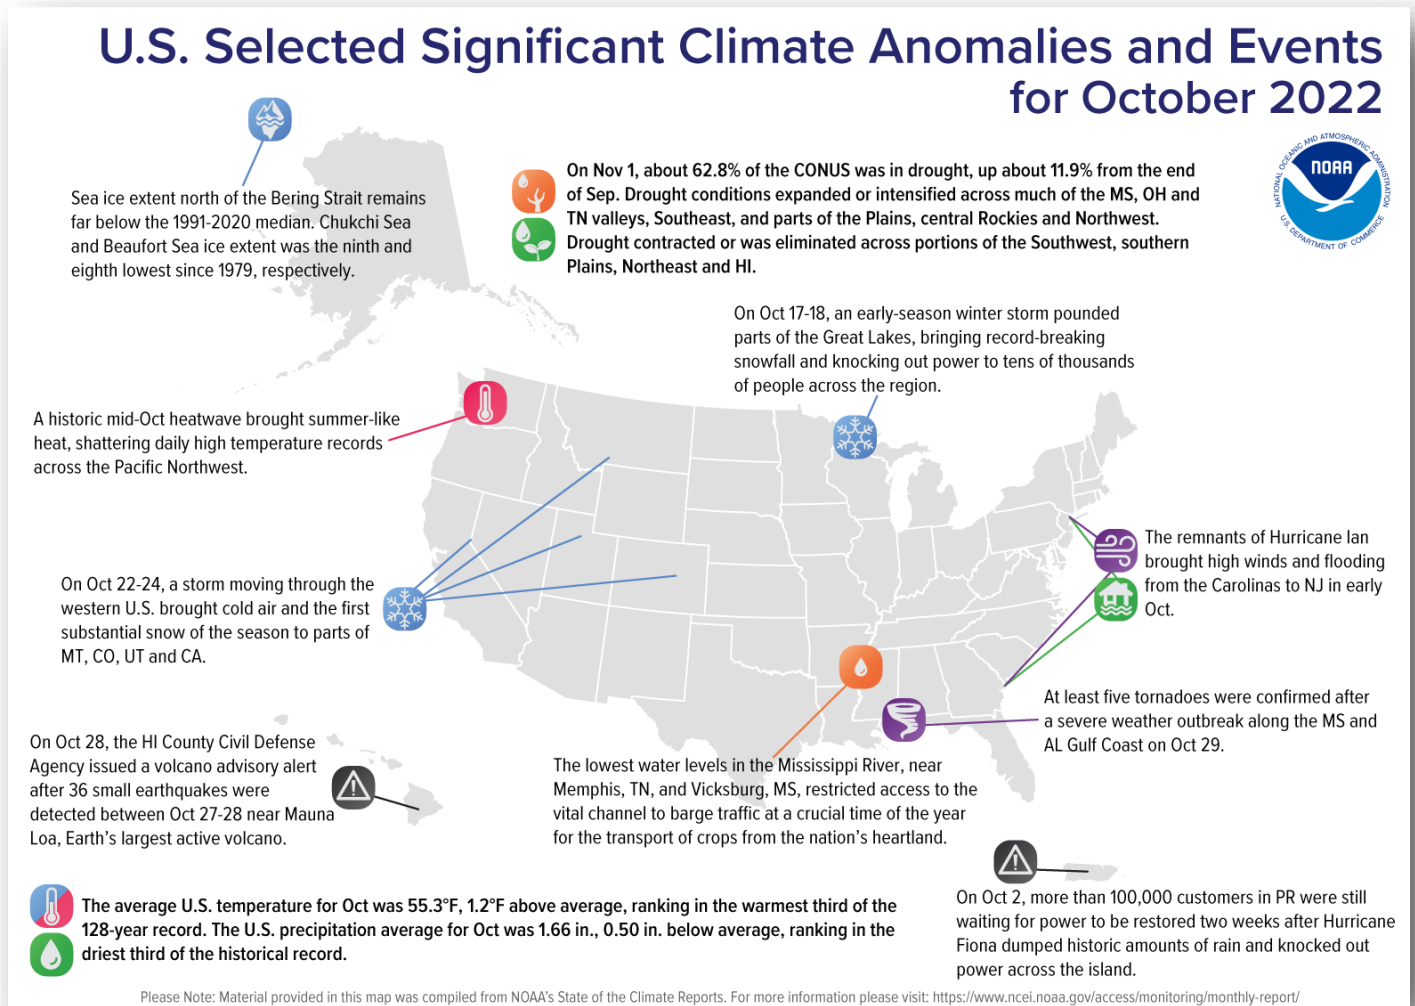 U.S. Selected Significant Climate Anomalies and Events
for October 2022
NATIONAL OCEANIC AND ATMOSPHERIC ADMINISTRATION
NOAA
U.S. DEPARTMENT OF COMMERCE
Sea ice extent north of the Bering Strait remains
far below the 1991-2020 median. Chukchi Sea
and Beaufort Sea ice extent was the ninth and
eighth lowest since 1979, respectively.
On Nov 1, about 62.8% of the CONUS was in drought, up about 11.9% from the end
of Sep. Drought conditions expanded or intensified across much of the MS, OH and
TN valleys, Southeast, and parts of the Plains, central Rockies and Northwest.
Drought contracted or was eliminated across portions of the Southwest, southern
Plains, Northeast and HI.
On Oct 17-18, an early-season winter storm pounded
parts of the Great Lakes, bringing record-breaking
snowfall and knocking out power to tens of thousands
of people across the region.
A historic mid-Oct heatwave brought summer-like
heat, shattering daily high temperature records
across the Pacific Northwest.
The remnants of Hurricane Ian
brought high winds and flooding
from the Carolinas to NJ in early
Oct.
On Oct 22-24, a storm moving through the
western U.S. brought cold air and the first
substantial snow of the season to parts of
MT, CO, UT and CA.
At least five tornadoes were confirmed after
a severe weather outbreak along the MS and
AL Gulf Coast on Oct 29.
On Oct 28, the HI County Civil Defense
Agency issued a volcano advisory alert
after 36 small earthquakes were
detected between Oct 27-28 near Mauna
Loa, Earth's largest active volcano.
The lowest water levels in the Mississippi River, near
Memphis, TN, and Vicksburg, MS, restricted access to the
vital channel to barge traffic at a crucial time of the year
for the transport of crops from the nation's heartland.
On Oct 2, more than 100,000 customers in PR were still
waiting for power to be restored two weeks after Hurricane
Fiona dumped historic amounts of rain and knocked out
power across the island.
The average U.S. temperature for Oct was 55.3°F, 1.2°F above average, ranking in the warmest third of the
128-year record. The U.S. precipitation average for Oct was 1.66 in., 0.50 in. below average, ranking in the
driest third of the historical record.
Please Note: Material provided in this map was compiled from NOAA's State of the Climate Reports. For more information please visit: https://www.ncei.noaa.gov/access/monitoring/monthly-report/